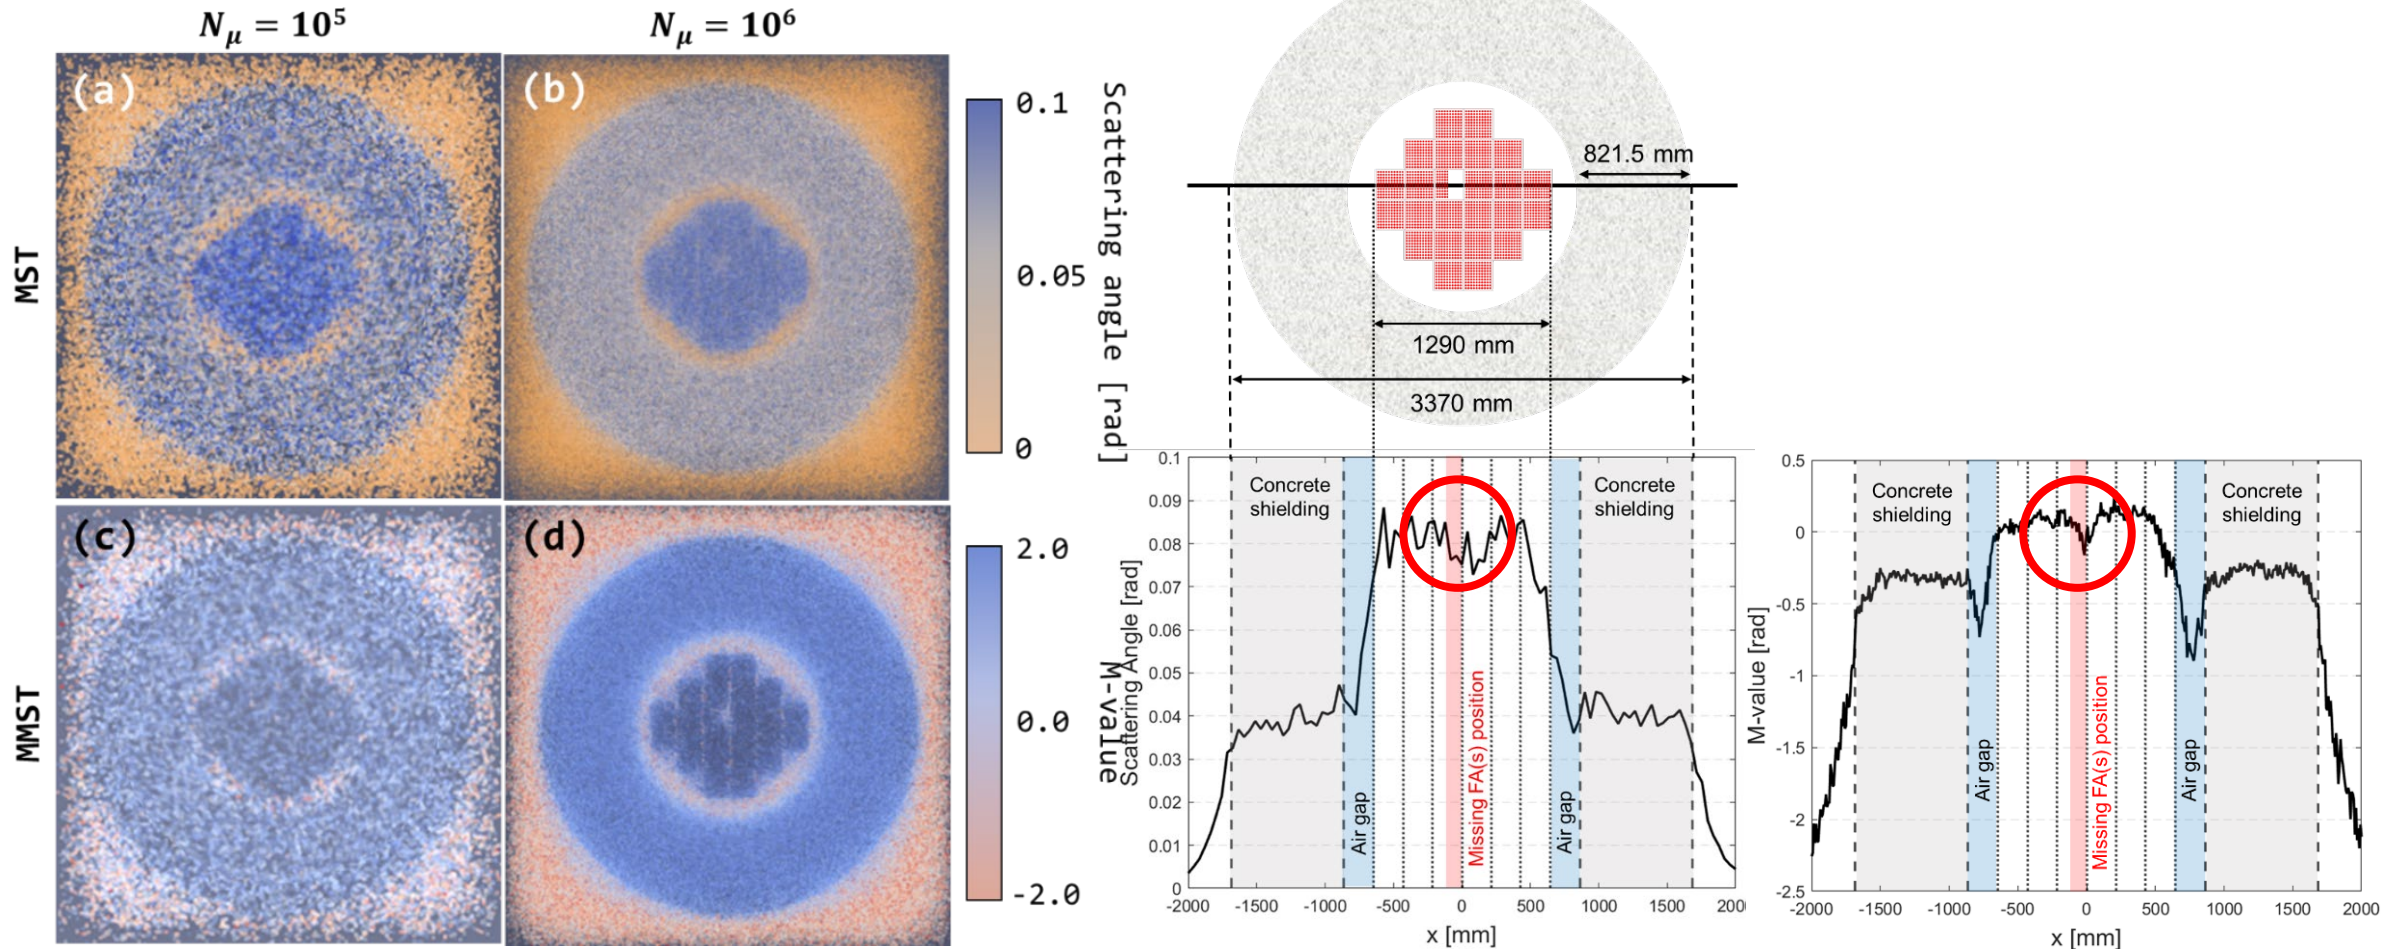 N_μ = 10⁵
N_μ = 10⁶
MST
(a)
(b)
0.1
0.05
0
Scattering angle [rad]
MMST
(c)
(d)
2.0
0.0
-2.0
M-value
821.5 mm
1290 mm
3370 mm
0.1
0.09
0.08
0.07
0.06
0.05
0.04
0.03
0.02
0.01
0
Scattering Angle [rad]
Concrete
shielding
Concrete
shielding
Air gap
Missing FA(s) position
Air gap
-2000
-1500
-1000
-500
0
500
1000
1500
x [mm]
0.5
0
-0.5
-1
-1.5
-2
-2.5
M-value [rad]
Concrete
shielding
Concrete
shielding
Air gap
Missing FA(s) position
Air gap
-2000
-1500
-1000
-500
0
500
1000
1500
2000
x [mm]